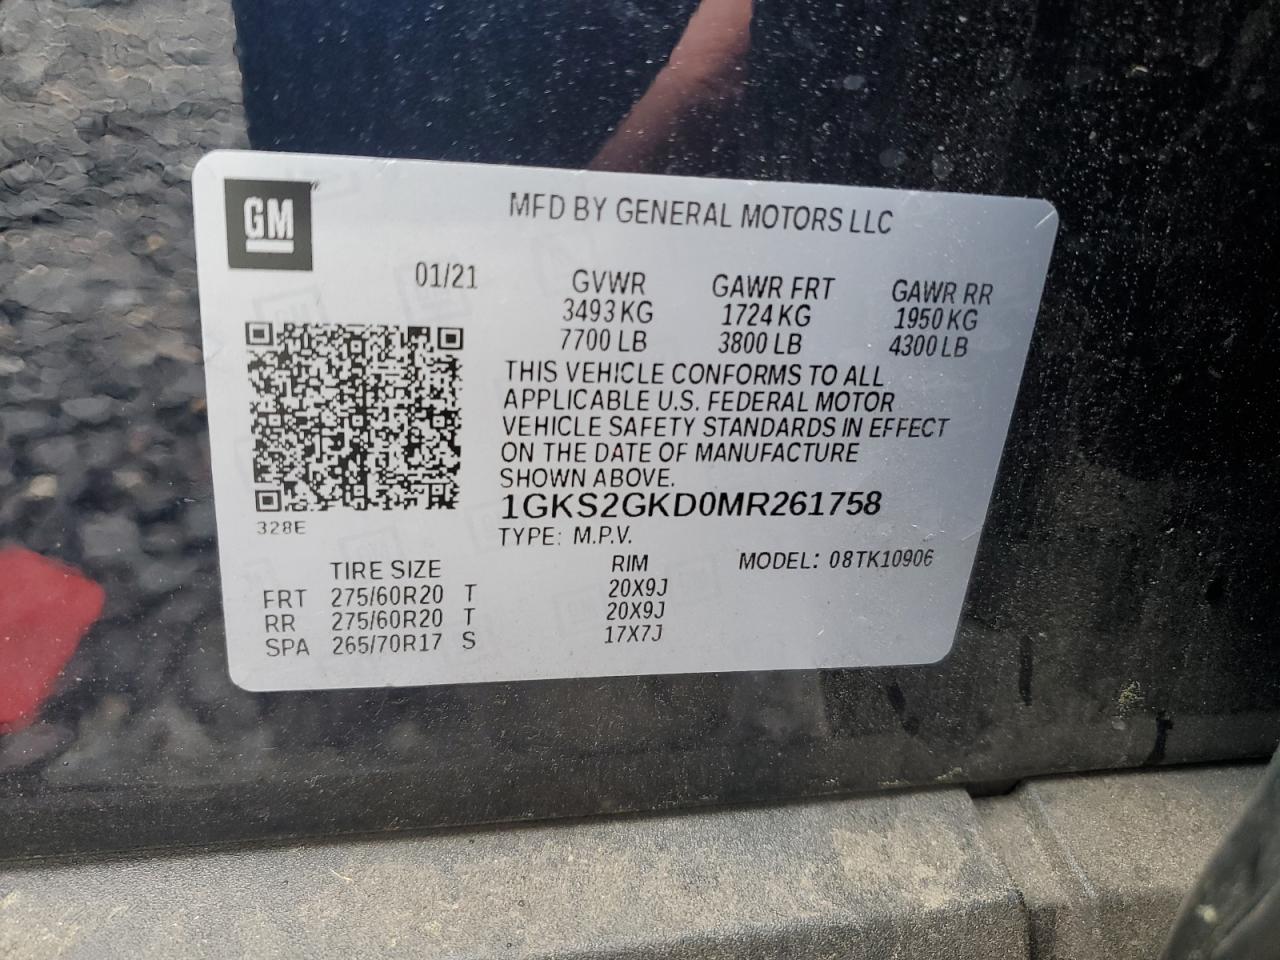 GM
MFD BY GENERAL MOTORS LLC
01/21 GVWR GAWR FRT GAWR RR
3493 KG 1724 KG 1950 KG
7700 LB 3800 LB 4300 LB
THIS VEHICLE CONFORMS TO ALL
APPLICABLE U.S. FEDERAL MOTOR
VEHICLE SAFETY STANDARDS IN EFFECT
ON THE DATE OF MANUFACTURE
SHOWN ABOVE.
1GKS2GKD0MR261758
328E
TYPE: M.P.V.
TIRE SIZE RIM MODEL: 08TK10906
FRT 275/60R20 T 20X9J
RR 275/60R20 T 20X9J
SPA 265/70R17 S 17X7J